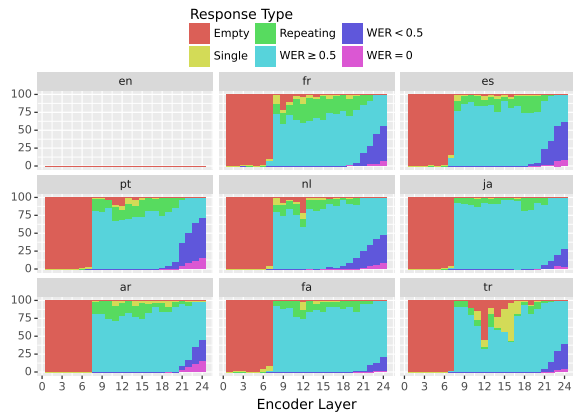 Response Type
Empty Repeating WER < 0.5
Single WER ≥ 0.5 WER = 0
en fr es
100
75
50
25
0
pt nl ja
100
75
50
25
0
ar fa tr
100
75
50
25
0
0 3 6 9 12 15 18 21 24 0 3 6 9 12 15 18 21 24 0 3 6 9 12 15 18 21 24
Encoder Layer